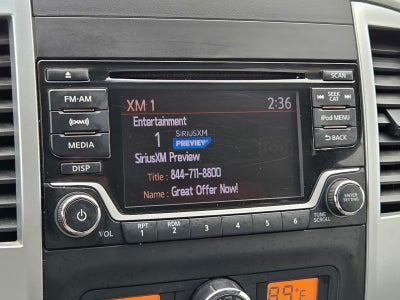 SCAN
FM·AM
XM 1 2:36
SEEK
CAT
Entertainment
((XM))
iPod MENU
1 SIRIUSXM
PREVIEW
MEDIA
BACK
SiriusXM Preview
DISP
Title : 844-711-8800
Name : Great Offer Now!
ENTER
SETTING
VOL
RPT
1
RDM
2
3
4
5
6
TUNE
SCROLL
89°